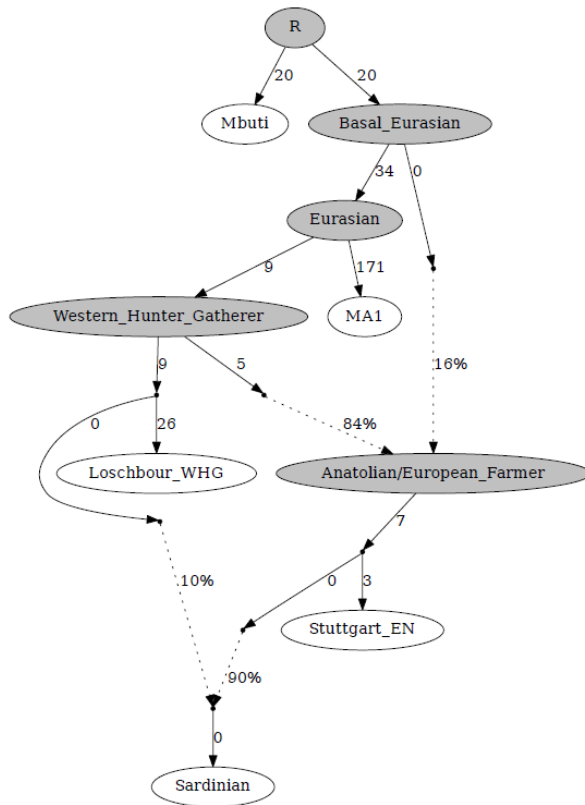 R
20 20
Mbuti Basal_Eurasian
34 0
Eurasian
9 171
Western_Hunter_Gatherer MA1
9 5 16%
0 26 84%
Loschbour_WHG Anatolian/European_Farmer
7
10% 0 3
Stuttgart_EN
90%
0
Sardinian